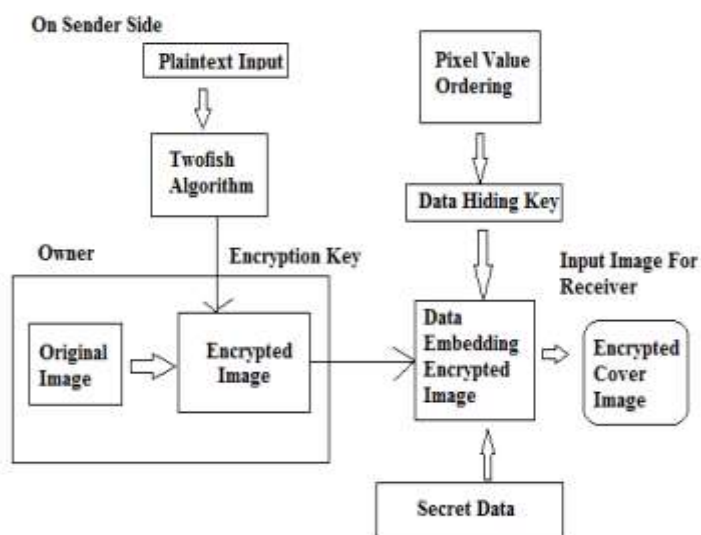 On Sender Side
Plaintext Input
Pixel Value
Ordering
Twofish
Algorithm
Data Hiding Key
Owner
Encryption Key
Input Image For
Receiver
Original
Image
Encrypted
Image
Data
Embedding
Encrypted
Image
Encrypted
Cover
Image
Secret Data